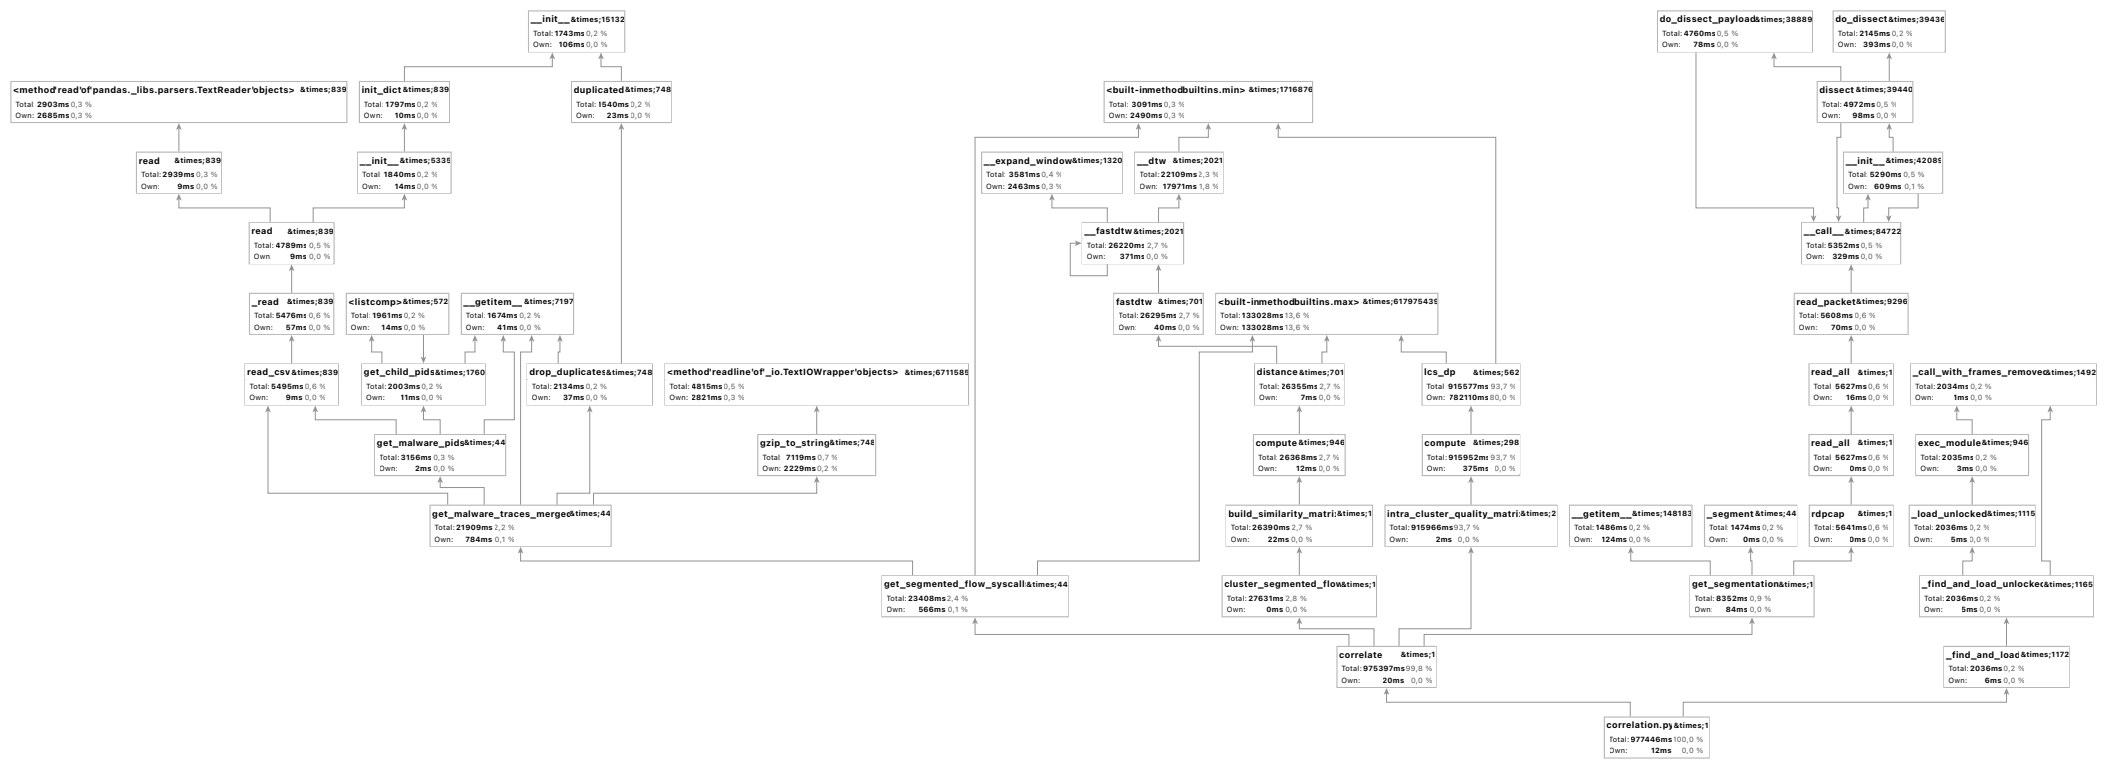 __init__ &times;15132
Total: 1743ms 0,2 %
Own: 106ms 0,0 %
do_dissect_payload &times;38889
Total: 4760ms 0,5 %
Own: 78ms 0,0 %
do_dissect &times;39436
Total: 2145ms 0,2 %
Own: 393ms 0,0 %
<method'read'of'pandas._libs.parsers.TextReader'objects> &times;839
Total: 2903ms 0,3 %
Own: 2685ms 0,3 %
init_dict &times;839
Total: 1797ms 0,2 %
Own: 10ms 0,0 %
duplicated &times;748
Total: 1540ms 0,2 %
Own: 23ms 0,0 %
<built-inmethodbuiltins.min> &times;1716876
Total: 3091ms 0,3 %
Own: 2490ms 0,3 %
dissect &times;39440
Total: 4972ms 0,5 %
Own: 98ms 0,0 %
read &times;839
Total: 2939ms 0,3 %
Own: 9ms 0,0 %
__init__ &times;5335
Total: 1840ms 0,2 %
Own: 14ms 0,0 %
__expand_window &times;1320
Total: 3581ms 0,4 %
Own: 2463ms 0,3 %
__dtw &times;2021
Total: 22109ms 2,3 %
Own: 17971ms 1,8 %
__init__ &times;42089
Total: 5290ms 0,5 %
Own: 609ms 0,1 %
read &times;839
Total: 4789ms 0,5 %
Own 9ms 0,0 %
__fastdtw &times;2021
Total: 26220ms 2,7 %
Own: 371ms 0,0 %
__call__ &times;84722
Total: 5352ms 0,5 %
Own: 329ms 0,0 %
_read &times;839
Total: 5476ms 0,6 %
Own: 57ms 0,0 %
<listcomp> &times;572
Total: 1961ms 0,2 %
Own: 14ms 0,0 %
__getitem__ &times;7197
Total: 1674ms 0,2 %
Own: 41ms 0,0 %
fastdtw &times;701
Total: 26295ms 2,7 %
Own: 40ms 0,0 %
<built-inmethodbuiltins.max> &times;617975439
Total: 133028ms 13,6 %
Own: 133028ms 13,6 %
read_packet &times;9296
Total: 5608ms 0,6 %
Own: 70ms 0,0 %
read_csv &times;839
Total: 5495ms 0,6 %
Own: 9ms 0,0 %
get_child_pids &times;1760
Total: 2003ms 0,2 %
Own: 11ms 0,0 %
drop_duplicates &times;748
Total: 2134ms 0,2 %
Own: 37ms 0,0 %
<method'readline'of'_io.TextIOWrapper'objects> &times;6711585
Total: 4815ms 0,5 %
Own: 2821ms 0,3 %
distance &times;701
Total: 26355ms 2,7 %
Own: 7ms 0,0 %
lcs_dp &times;562
Total: 915577ms 93,7 %
Own: 782110ms 80,0 %
read_all &times;1
Total: 5627ms 0,6 %
Own: 16ms 0,0 %
_call_with_frames_removed &times;1492
Total: 2034ms 0,2 %
Own: 1ms 0,0 %
get_malware_pids &times;44
Total: 3156ms 0,3 %
Own: 2ms 0,0 %
gzip_to_string &times;748
Total: 7119ms 0,7 %
Own: 2229ms 0,2 %
compute &times;946
Total: 26368ms 2,7 %
Own: 12ms 0,0 %
compute &times;298
Total: 915952ms 93,7 %
Own: 375ms 0,0 %
read_all &times;1
Total: 5627ms 0,6 %
Own: 0ms 0,0 %
exec_module &times;946
Total: 2035ms 0,2 %
Own: 3ms 0,0 %
get_malware_traces_merged &times;44
Total: 21909ms 2,2 %
Own: 784ms 0,1 %
build_similarity_matri: &times;1
Total: 26390ms 2,7 %
Own: 22ms 0,0 %
intra_cluster_quality_matri: &times;2
Total: 915966ms 93,7 %
Own: 2ms 0,0 %
__getitem__ &times;148183
Total: 1486ms 0,2 %
Own: 124ms 0,0 %
_segment &times;44
Total: 1474ms 0,2 %
Own: 0ms 0,0 %
rdpcap &times;1
Total: 5641ms 0,6 %
Own: 0ms 0,0 %
_load_unlocked &times;1115
Total: 2036ms 0,2 %
Own: 5ms 0,0 %
get_segmented_flow_syscall &times;44
Total: 23408ms 2,4 %
Own: 566ms 0,1 %
cluster_segmented_flow &times;1
Total: 27631ms 2,8 %
Own: 0ms 0,0 %
get_segmentation &times;1
Total: 8352ms 0,9 %
Own: 84ms 0,0 %
_find_and_load_unlocked &times;1165
Total: 2036ms 0,2 %
Own: 5ms 0,0 %
correlate &times;1
Total: 975397ms 99,8 %
Own: 20ms 0,0 %
_find_and_load &times;1172
Total: 2036ms 0,2 %
Own: 6ms 0,0 %
correlation.py &times;1
Total: 977446ms 100,0 %
Own: 12ms 0,0 %